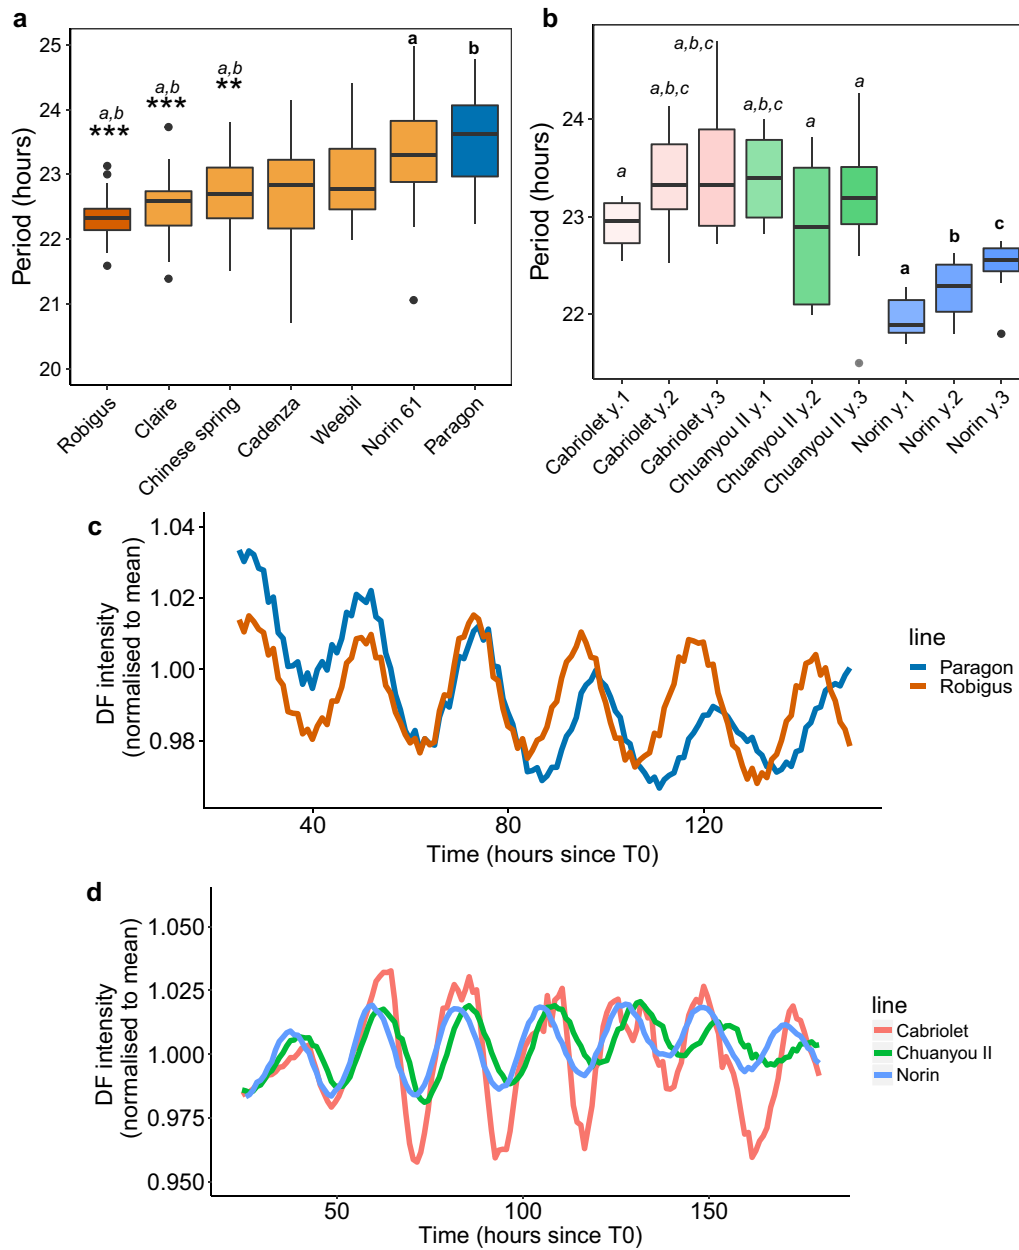 a
Period (hours)
25
24
23
22
21
20
a,b
***
a,b
***
a,b
**
a
b
Robigus
Claire
Chinese spring
Cadenza
Weebil
Norin 61
Paragon
b
Period (hours)
24
23
22
a
a,b,c
a,b,c
a,b,c
a
a
a
b
c
Cabriolet y.1
Cabriolet y.2
Cabriolet y.3
Chuanyou II y.1
Chuanyou II y.2
Chuanyou II y.3
Norin y.1
Norin y.2
Norin y.3
c
DF intensity
(normalised to mean)
1.04
1.02
1.00
0.98
40
80
120
Time (hours since T0)
line
Paragon
Robigus
d
DF intensity
(normalised to mean)
1.050
1.025
1.000
0.975
0.950
50
100
150
Time (hours since T0)
line
Cabriolet
Chuanyou II
Norin